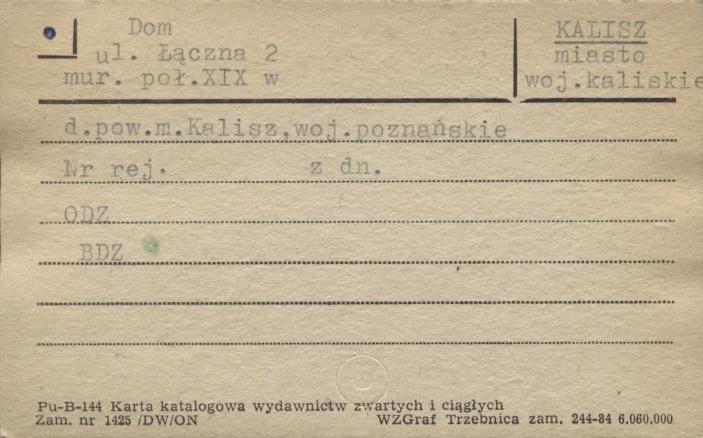 Dom
ul. Łączna 2
mur. poł.XIX w
KALISZ
miasto
woj.kaliskie
d.pow.m.Kalisz,woj.poznańskie
Nr rej. z dn.
ODZ
BDZ
Pu-B-144 Karta katalogowa wydawnictw zwartych i ciągłych
Zam. nr 1425 /DW/ON WZGraf Trzebnica zam. 244-84 6.060.000